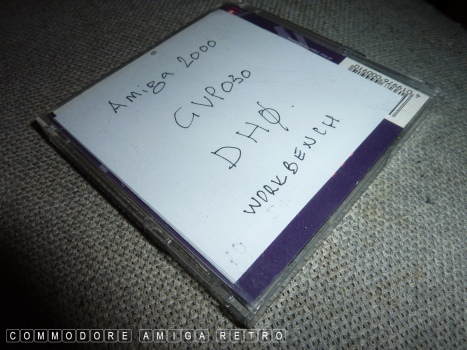 Amiga 2000
GVP030
DHØ.
WORKBENCH
COMMODORE AMIGA RETRO